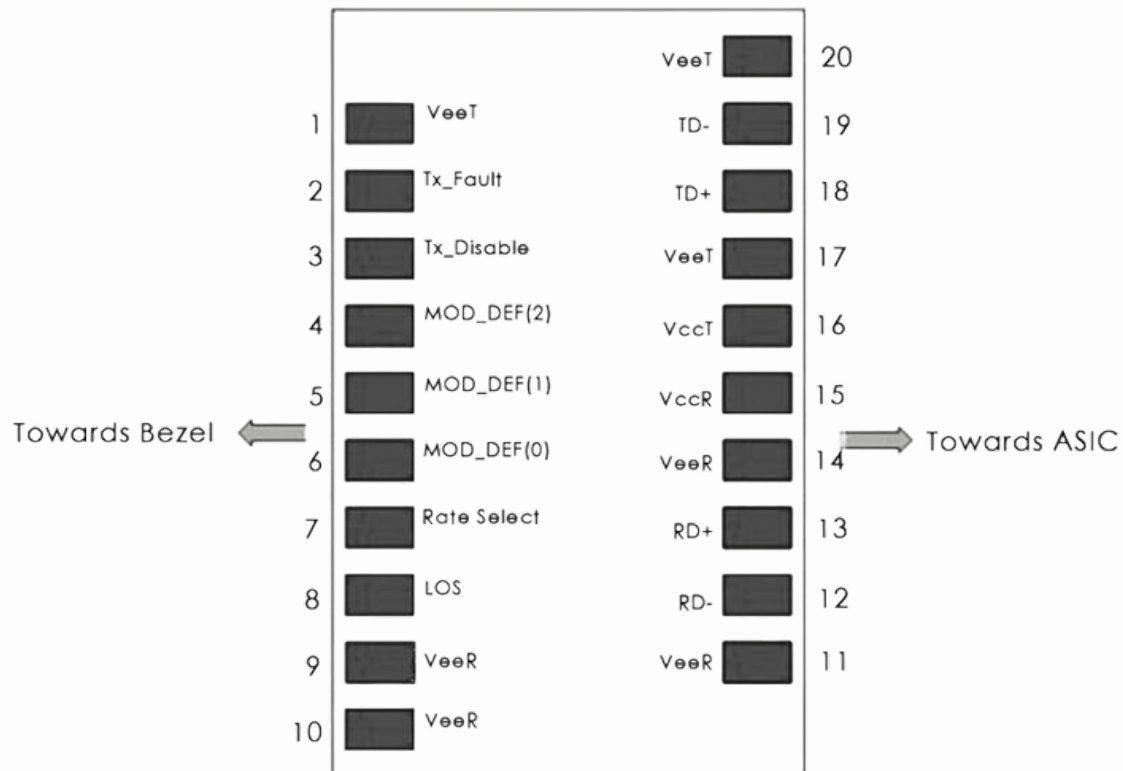 VeeT 20
1 VeeT TD- 19
2 Tx_Fault TD+ 18
3 Tx_Disable VeeT 17
4 MOD_DEF(2) VccT 16
5 MOD_DEF(1) VccR 15
Towards Bezel
6 MOD_DEF(0) VeeR 14
Towards ASIC
7 Rate Select RD+ 13
8 LOS RD- 12
9 VeeR VeeR 11
10 VeeR